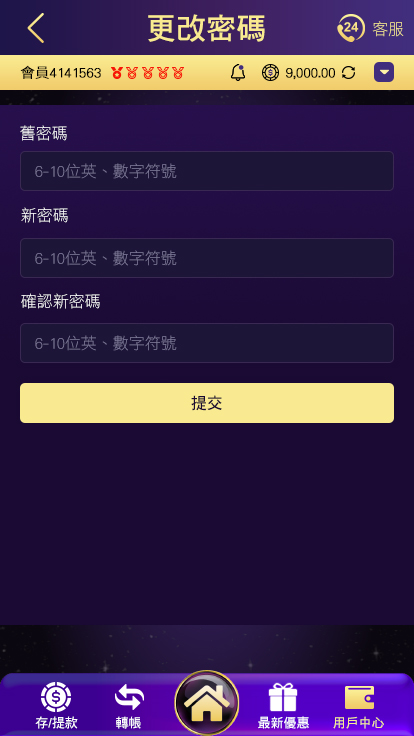 更改密碼
24 客服
會員4141563 9,000.00
舊密碼
6-10位英、數字符號
新密碼
6-10位英、數字符號
確認新密碼
6-10位英、數字符號
提交
存/提款 轉帳 最新優惠 用戶中心